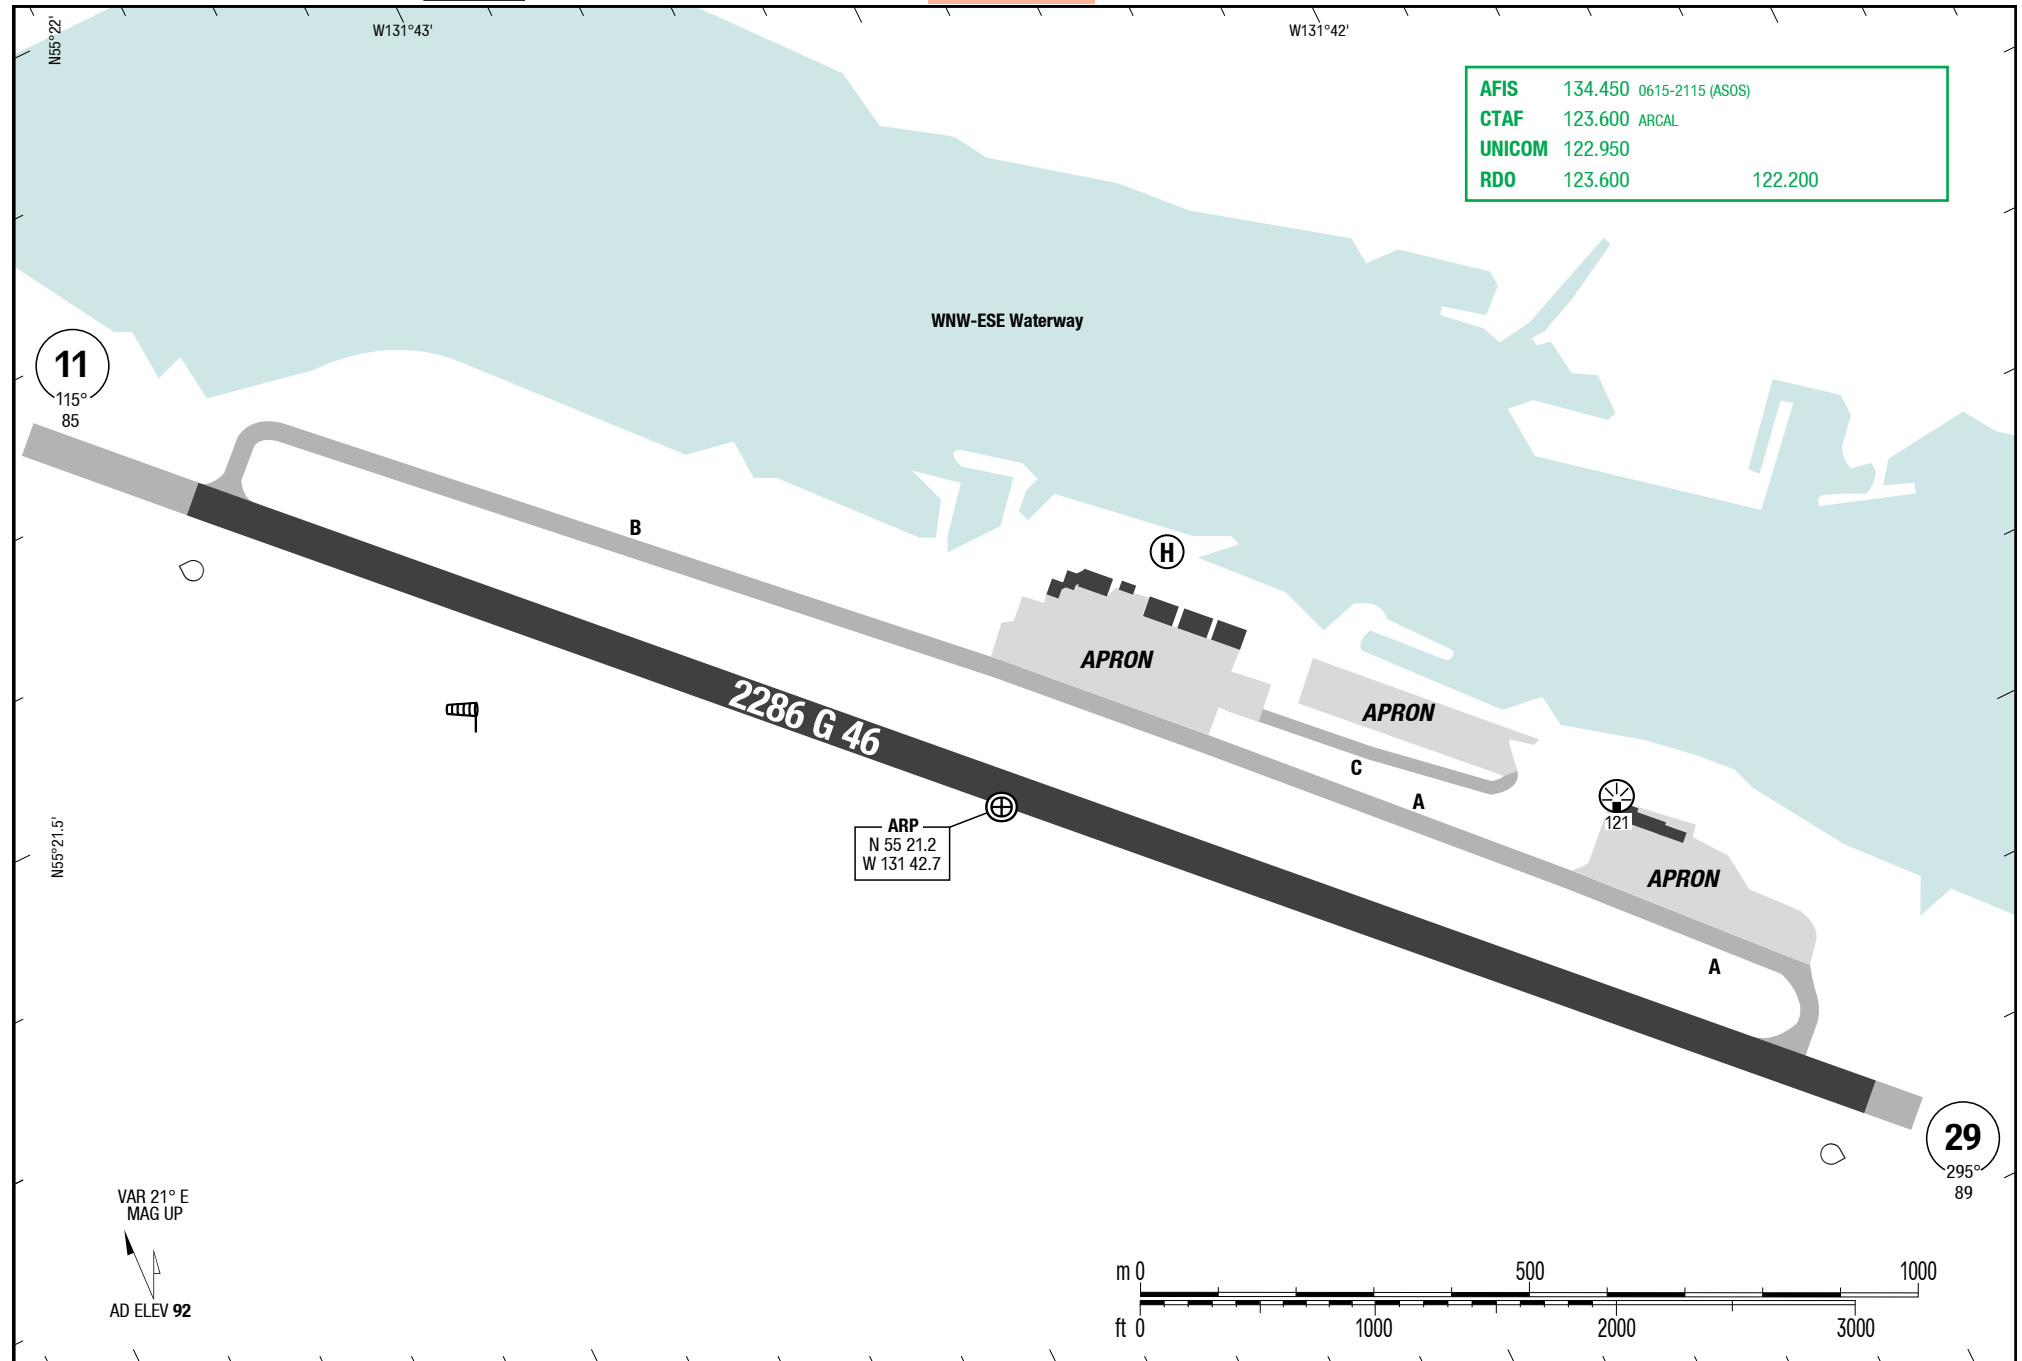 W131°43'
W131°42'
N55°22'
AFIS 134.450 0615-2115 (ASOS)
CTAF 123.600 ARCAL
UNICOM 122.950
RDO 123.600 122.200
WNW-ESE Waterway
11
115°
85
B
H
APRON
APRON
2286 G 46
C
A
121
ARP
N 55 21.2
W 131 42.7
N55°21.5'
APRON
A
29
295°
89
VAR 21° E
MAG UP
AD ELEV 92
m 0 500 1000
ft 0 1000 2000 3000